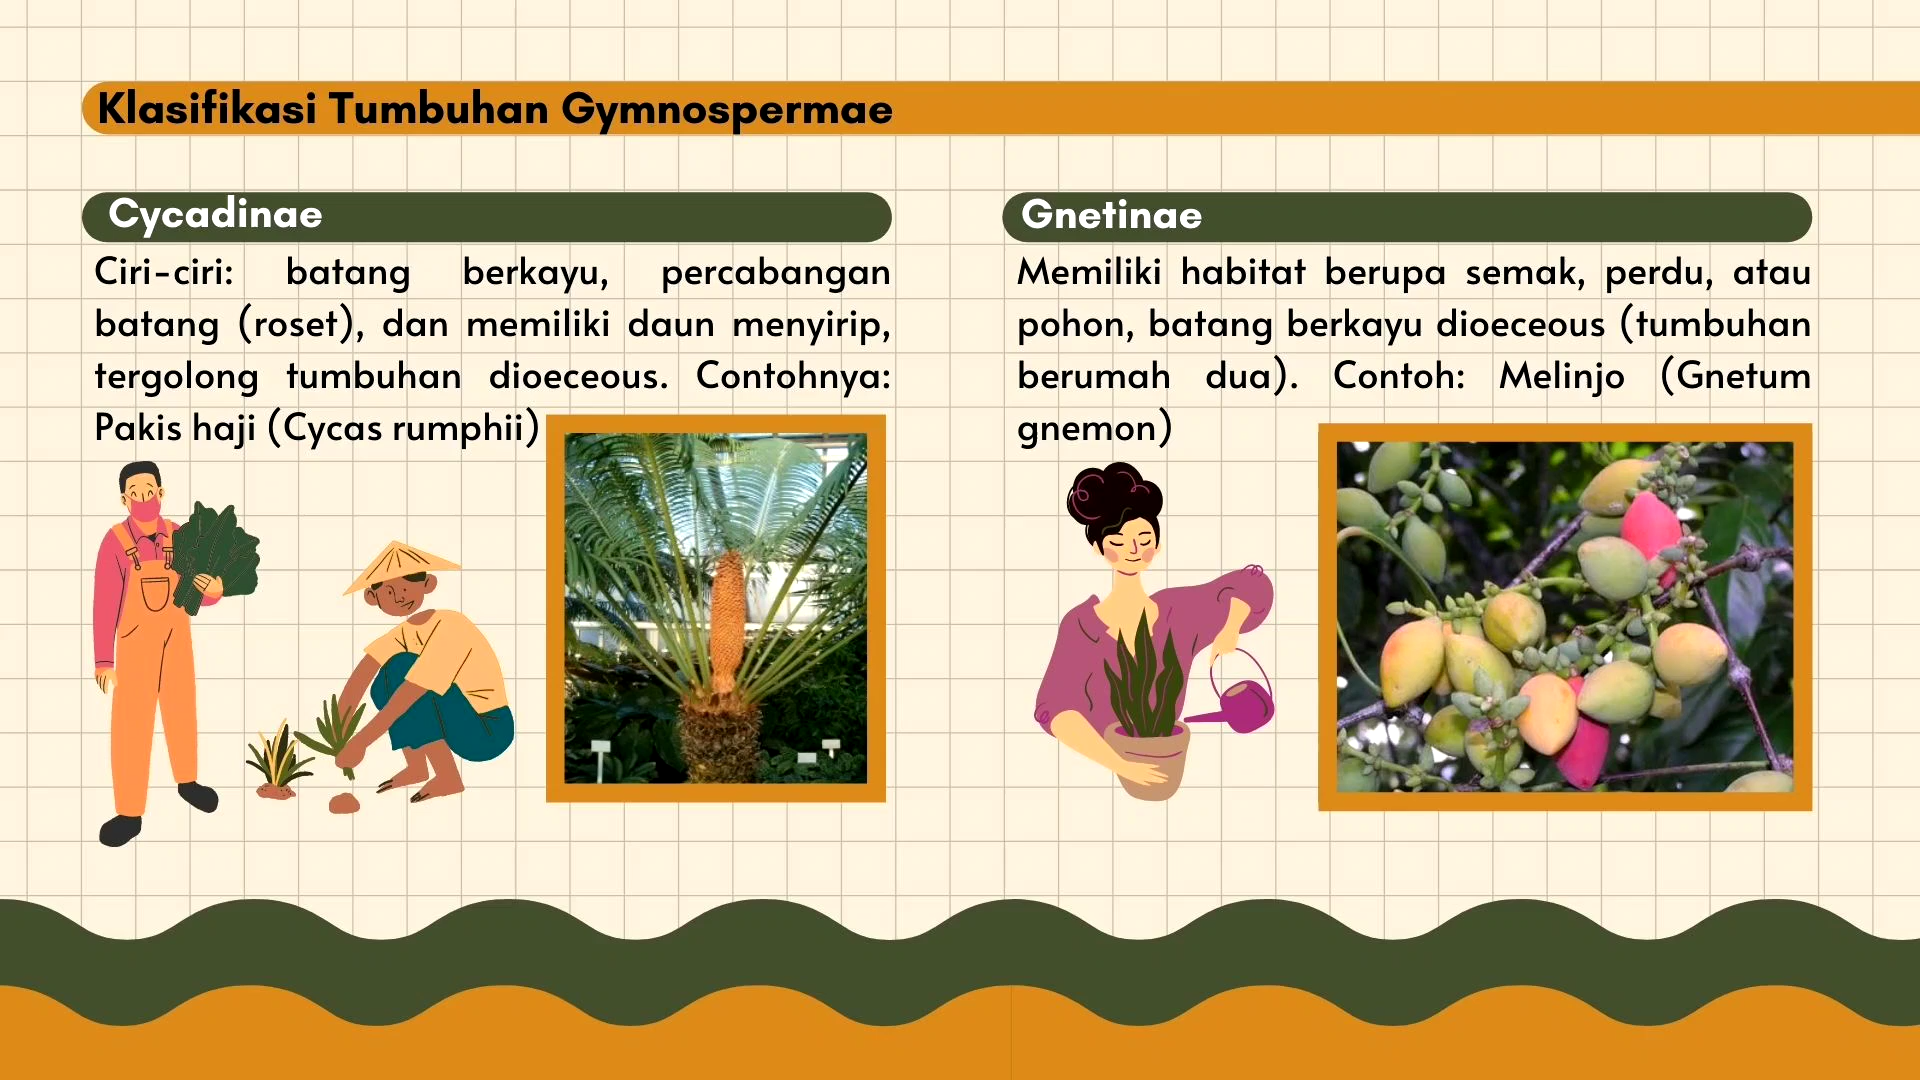 Klasifikasi Tumbuhan Gymnospermae
Cycadinae
Ciri-ciri: batang berkayu, percabangan
batang (roset), dan memiliki daun menyirip,
tergolong tumbuhan dioeceous. Contohnya:
Pakis haji (Cycas rumphii)
Gnetinae
Memiliki habitat berupa semak, perdu, atau
pohon, batang berkayu dioeceous (tumbuhan
berumah dua). Contoh: Melinjo (Gnetum
gnemon)